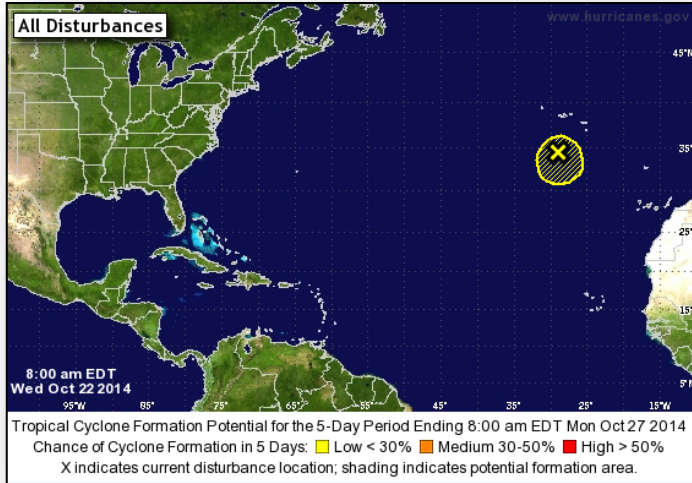 All Disturbances
www.hurricanes.gov
45°N
35°
25°
15°
5°N
8:00 am EDT
Wed Oct 22 2014
95°W 85° 75° 65° 55° 45° 35° 25° 15°W
Tropical Cyclone Formation Potential for the 5-Day Period Ending 8:00 am EDT Mon Oct 27 2014
Chance of Cyclone Formation in 5 Days: Low < 30% Medium 30-50% High > 50%
X indicates current disturbance location; shading indicates potential formation area.